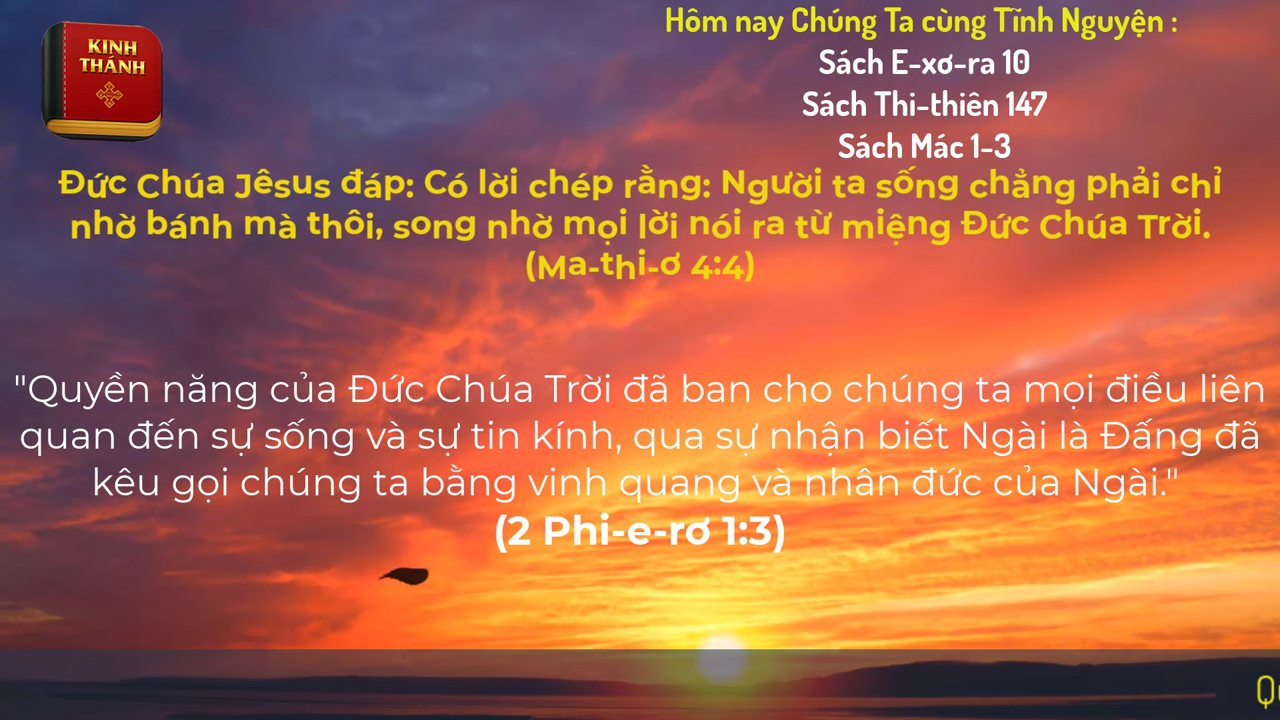 KINH
THÁNH
Hôm nay Chúng Ta cùng Tĩnh Nguyện :
Sách E-xơ-ra 10
Sách Thi-thiên 147
Sách Mác 1-3
Đức Chúa Jêsus đáp: Có lời chép rằng: Người ta sống chẳng phải chỉ
nhờ bánh mà thôi, song nhờ mọi lời nói ra từ miệng Đức Chúa Trời.
(Ma-thi-ơ 4:4)
"Quyền năng của Đức Chúa Trời đã ban cho chúng ta mọi điều liên
quan đến sự sống và sự tin kính, qua sự nhận biết Ngài là Đấng đã
kêu gọi chúng ta bằng vinh quang và nhân đức của Ngài."
(2 Phi-e-rơ 1:3)